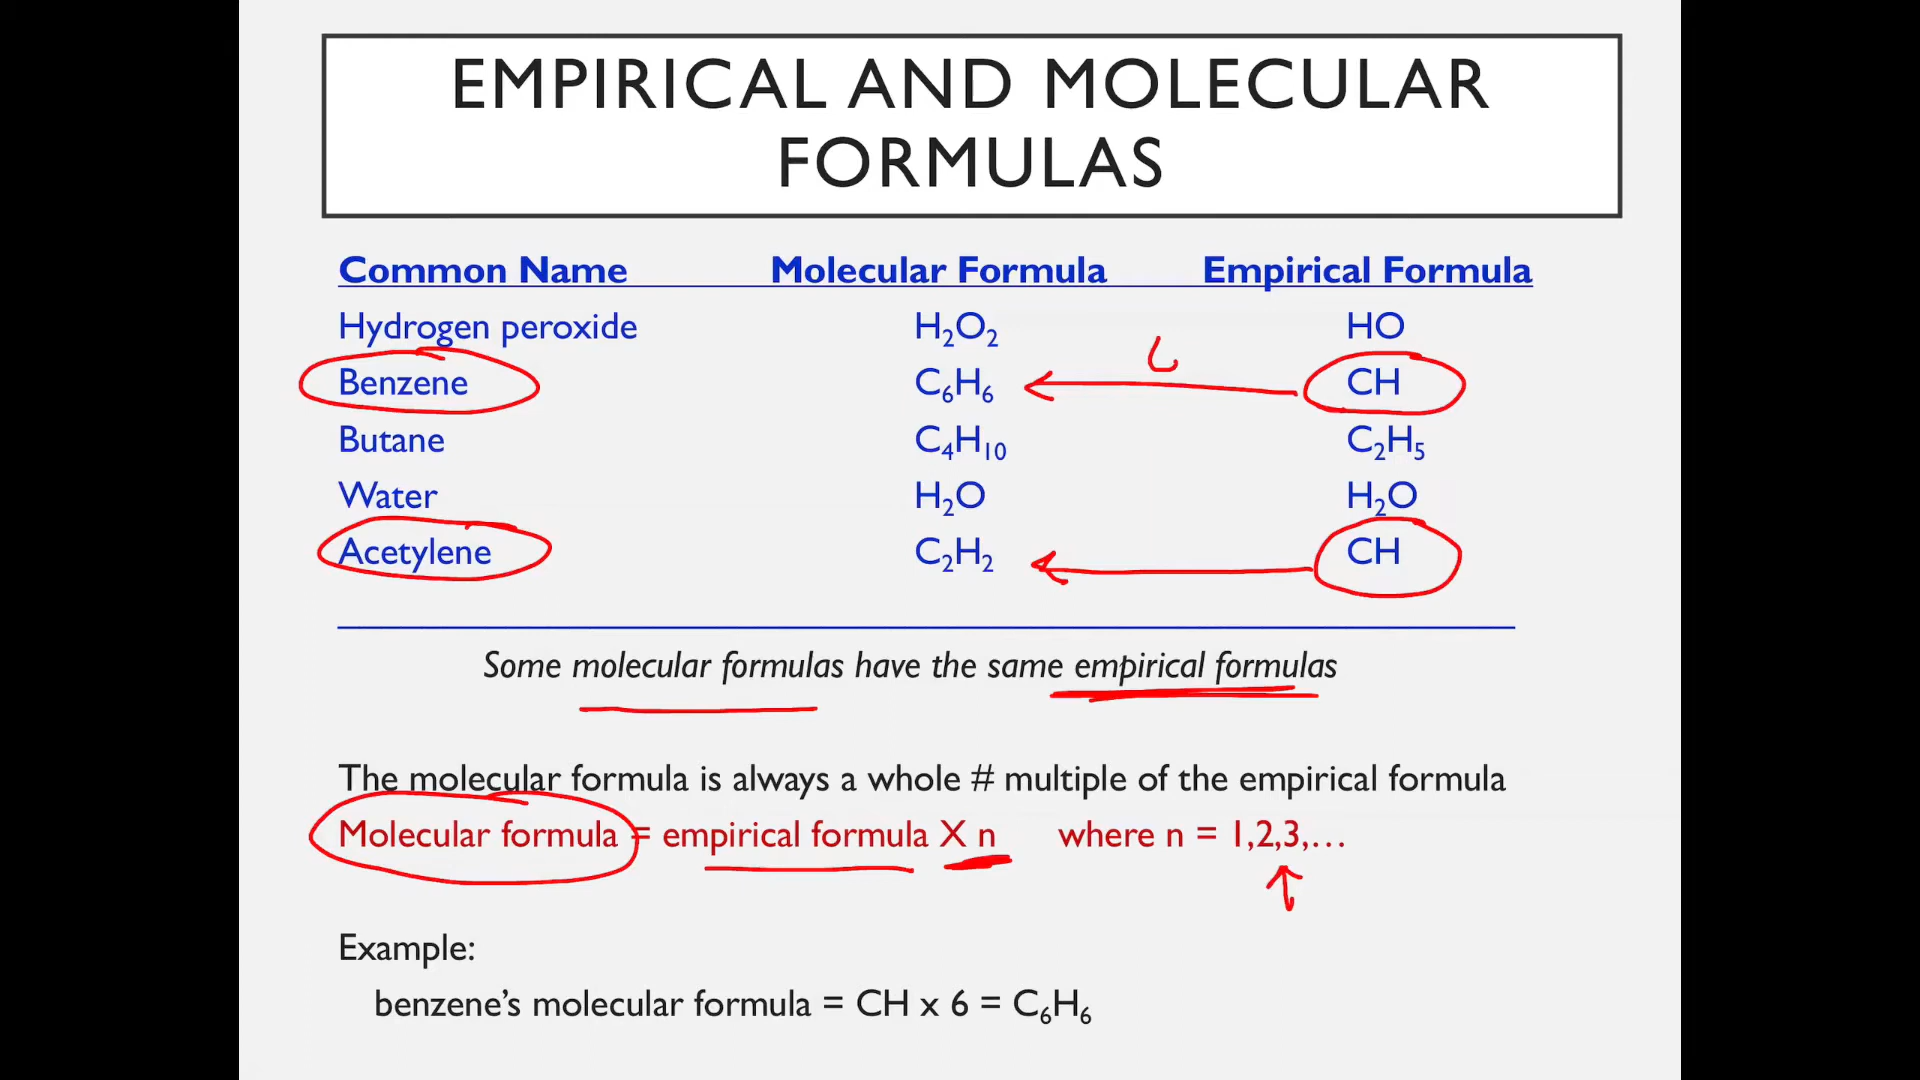 EMPIRICAL AND MOLECULAR
FORMULAS
Common Name Molecular Formula Empirical Formula
Hydrogen peroxide H₂O₂ HO
Benzene C₆H₆ CH
Butane C₄H₁₀ C₂H₅
Water H₂O H₂O
Acetylene C₂H₂ CH
Some molecular formulas have the same empirical formulas
The molecular formula is always a whole # multiple of the empirical formula
Molecular formula = empirical formula X n where n = 1,2,3,…
Example:
benzene’s molecular formula = CH x 6 = C₆H₆